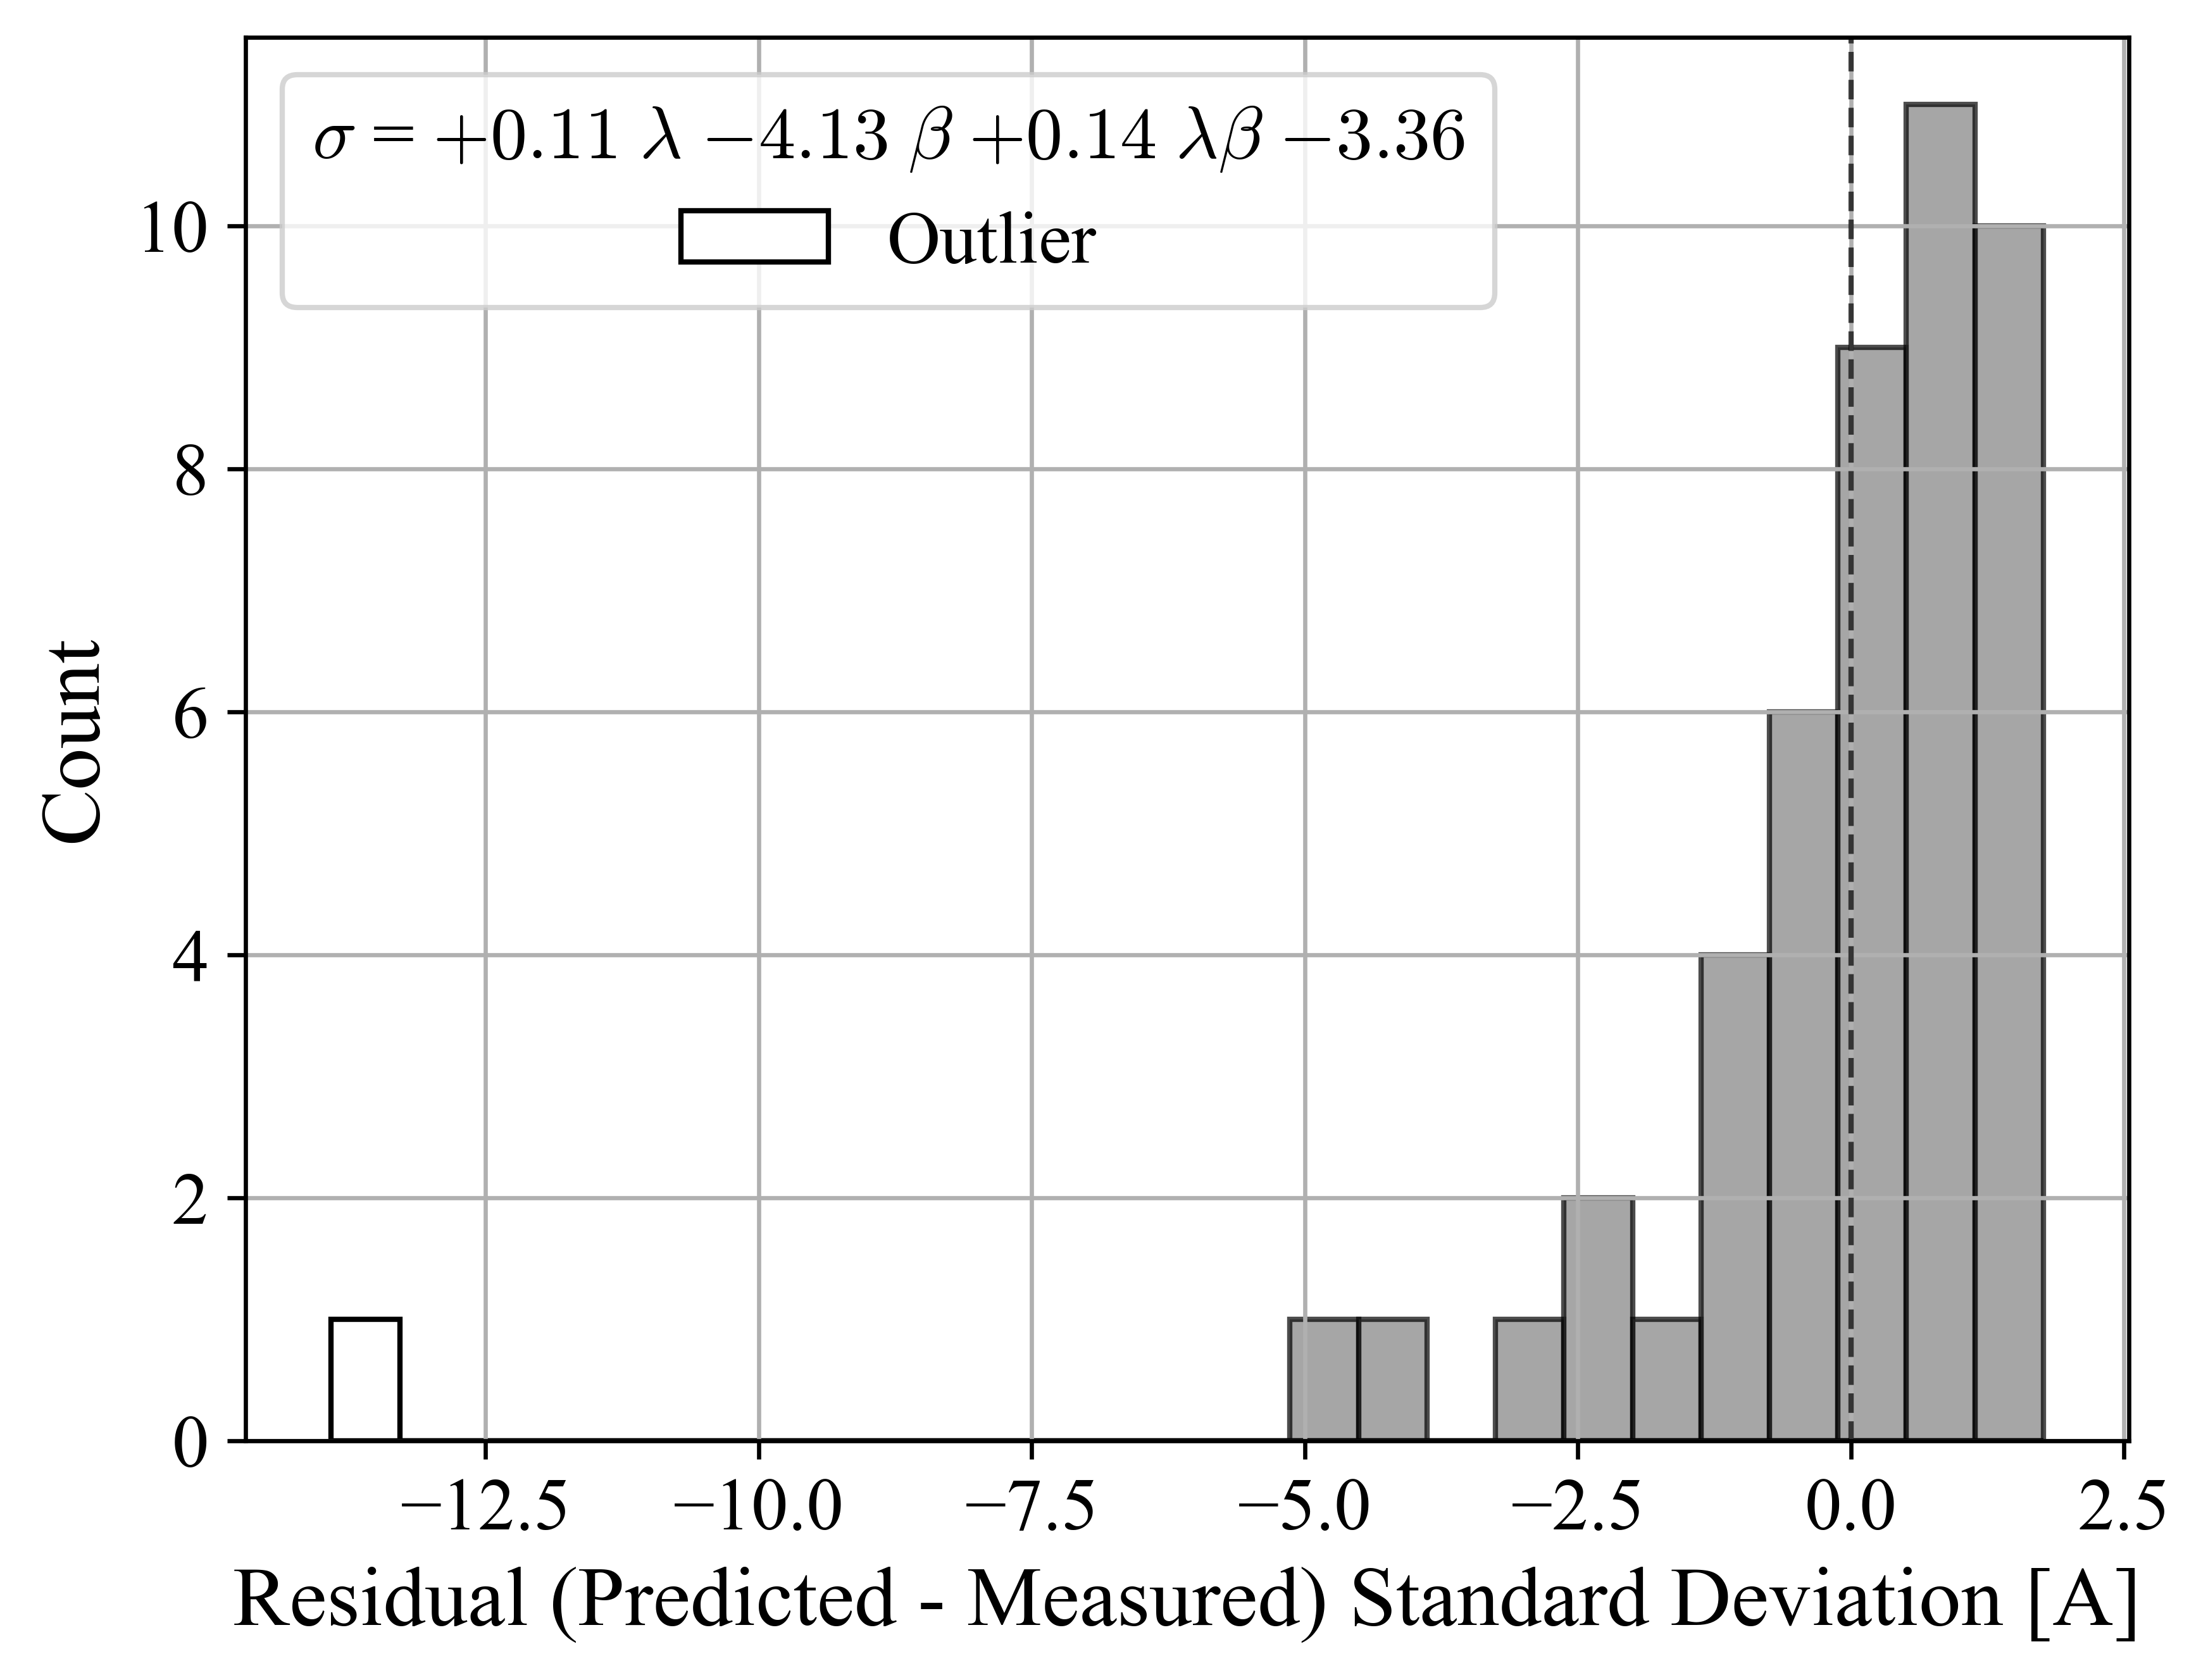 σ = +0.11 λ −4.13 β +0.14 λβ −3.36
Outlier
Count
10
8
6
4
2
0
−12.5 −10.0 −7.5 −5.0 −2.5 0.0 2.5
Residual (Predicted - Measured) Standard Deviation [A]